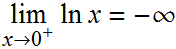 lim ln x = −∞
x→0⁺